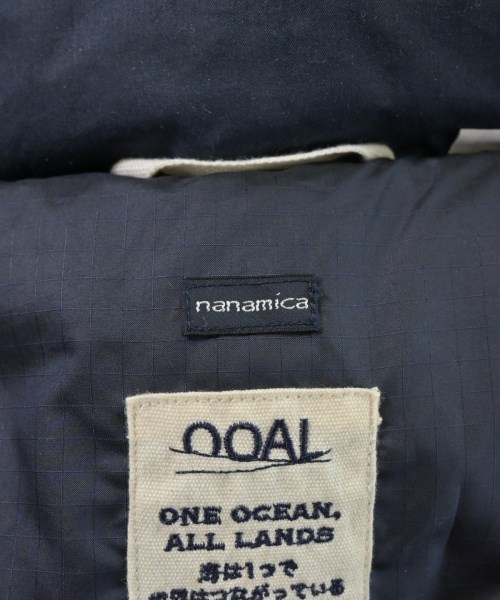 nanamica
OOAL
ONE OCEAN,
ALL LANDS
海は1つで
世界はつながっている